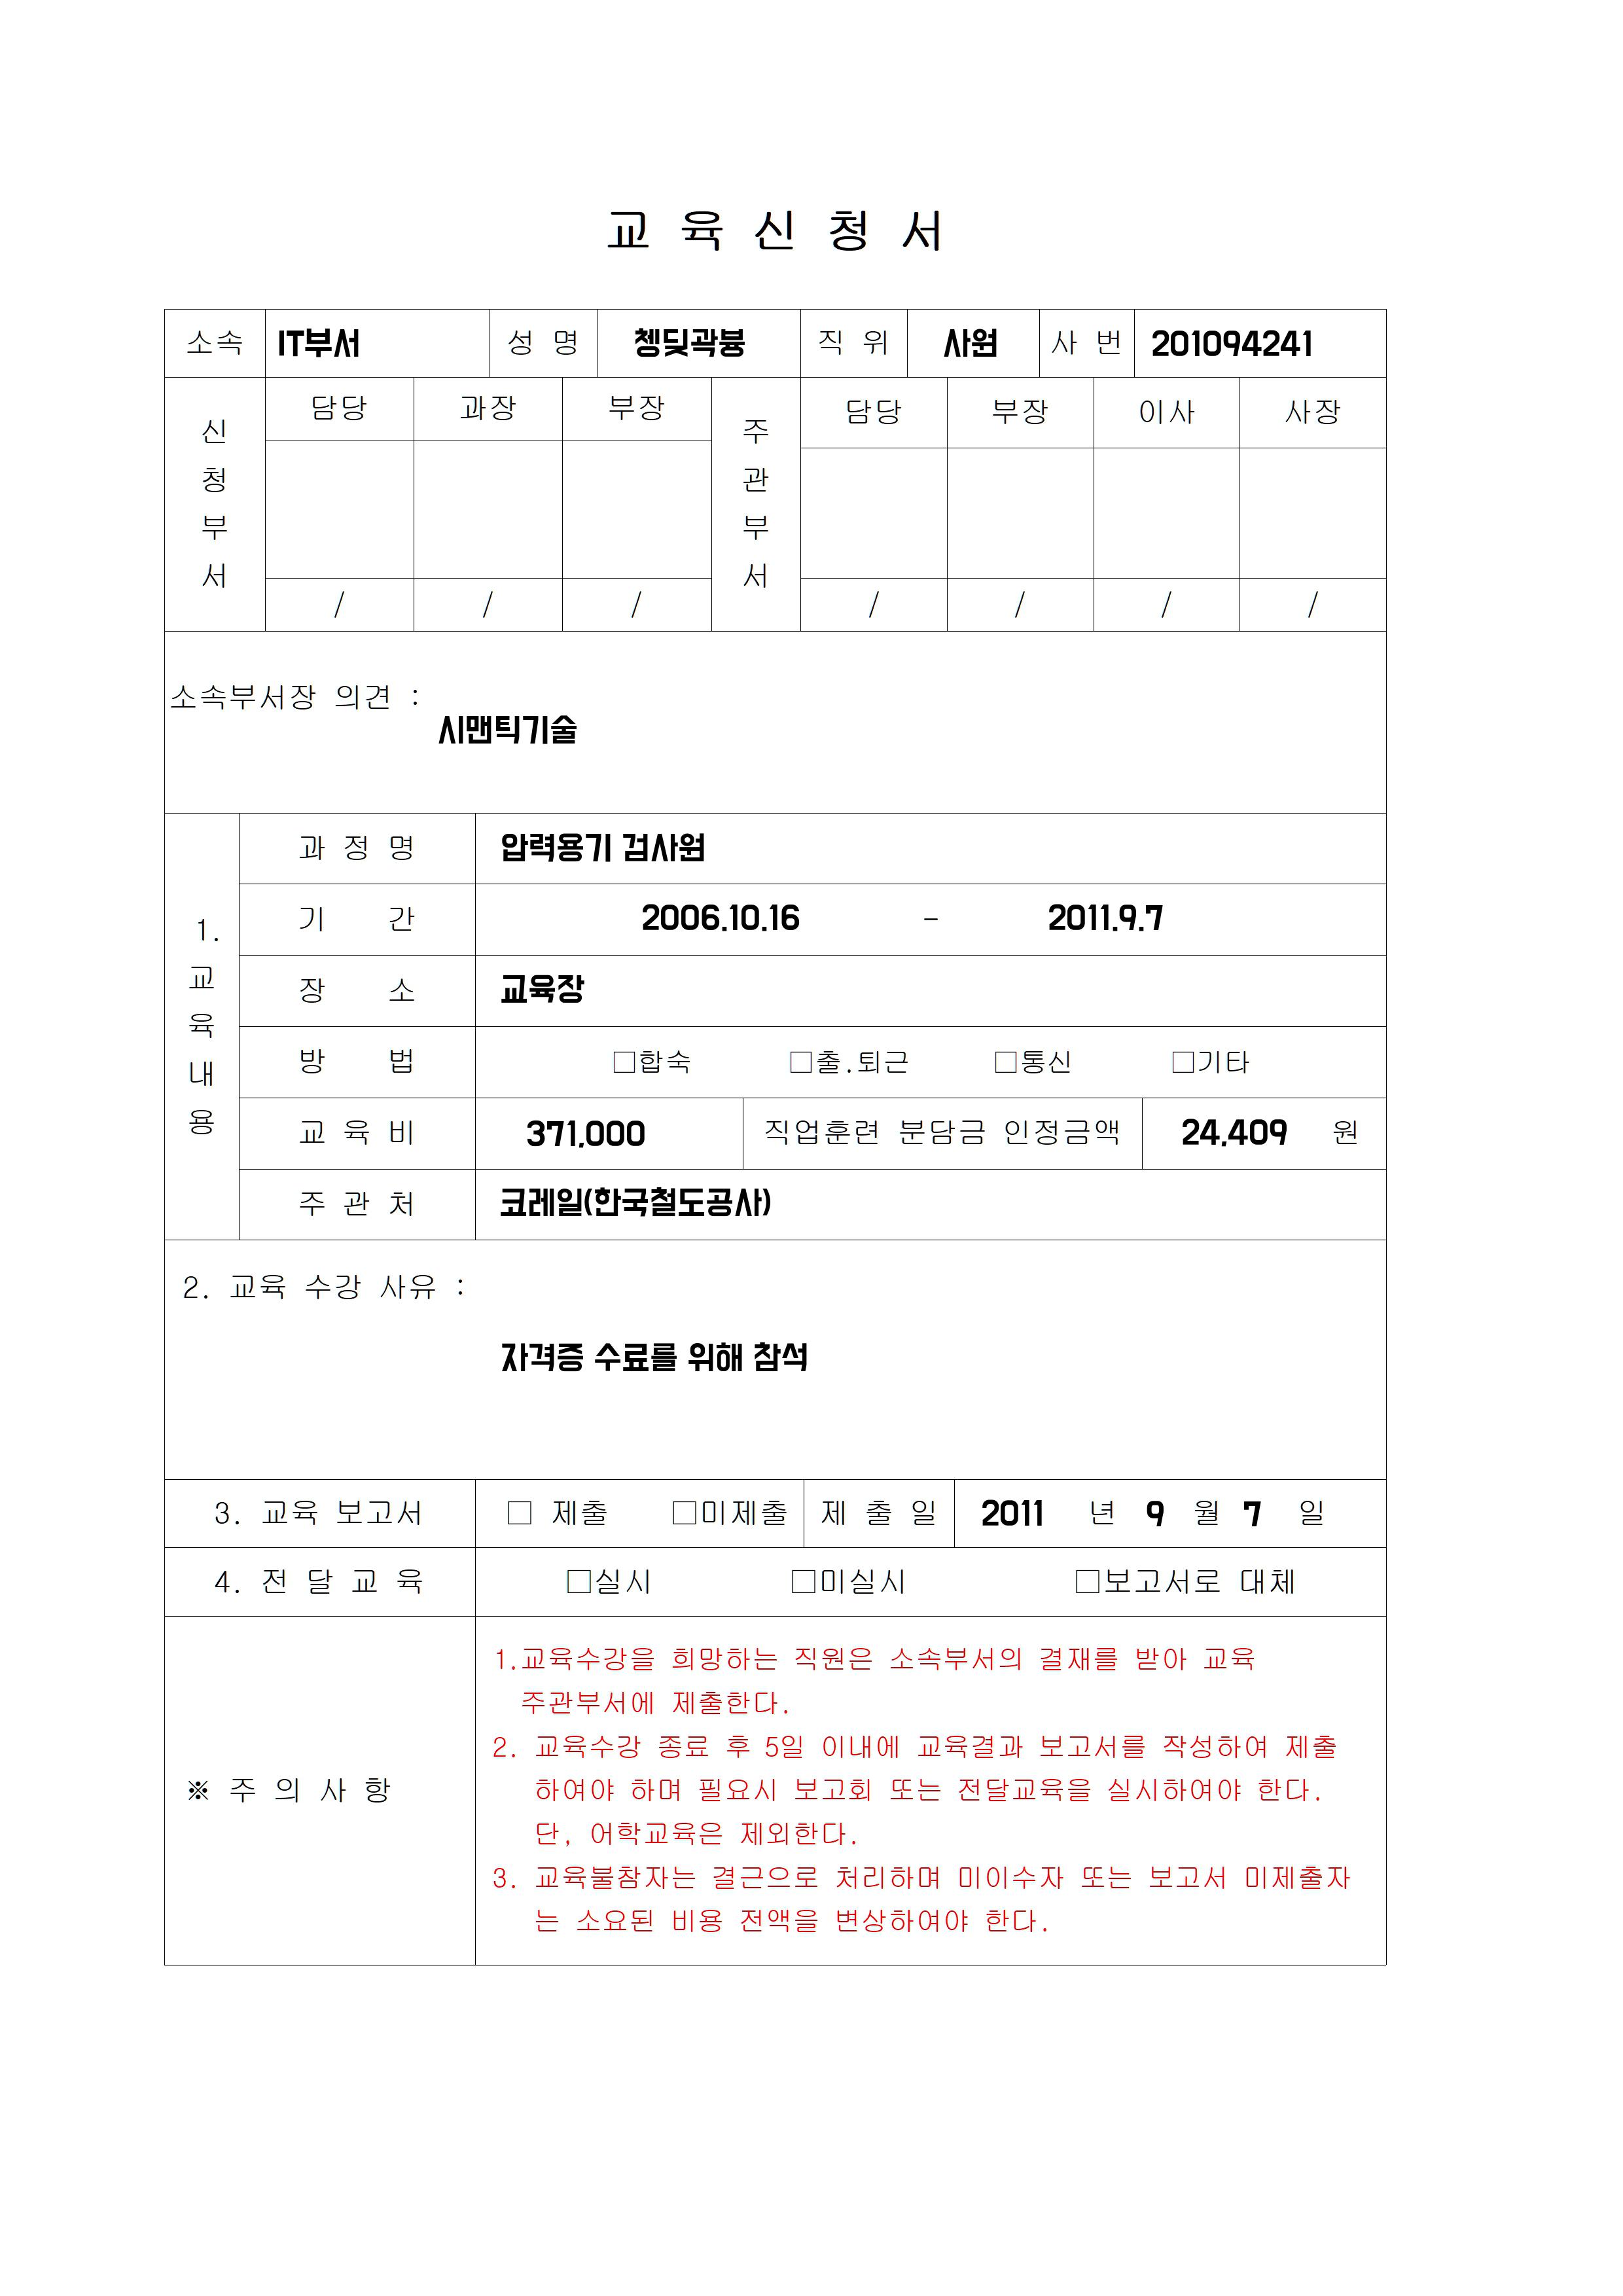 교 육 신 청 서
소속 IT부서 성 명 직 위 사원 사 번 201094241
신청부서 담당 과장 부장 주관부서 담당 부장 이사 사장
/ / / / / / /
소속부서장 의견 :
시맨틱기술
1. 교육내용
과 정 명 압력용기 검사원
기 간 2006.10.16 - 2011.9.7
장 소 교육장
방 법 □합숙 □출.퇴근 □통신 □기타
교 육 비 371,000 직업훈련 분담금 인정금액 24,409 원
주 관 처 코레일(한국철도공사)
2. 교육 수강 사유 :
자격증 수료를 위해 참석
3. 교육 보고서 □ 제출 □미제출 제 출 일 2011 년 9 월 7 일
4. 전 달 교 육 □실시 □미실시 □보고서로 대체
※ 주 의 사 항
1.교육수강을 희망하는 직원은 소속부서의 결재를 받아 교육
주관부서에 제출한다.
2. 교육수강 종료 후 5일 이내에 교육결과 보고서를 작성하여 제출
하여야 하며 필요시 보고회 또는 전달교육을 실시하여야 한다.
단, 어학교육은 제외한다.
3. 교육불참자는 결근으로 처리하며 미이수자 또는 보고서 미제출자
는 소요된 비용 전액을 변상하여야 한다.